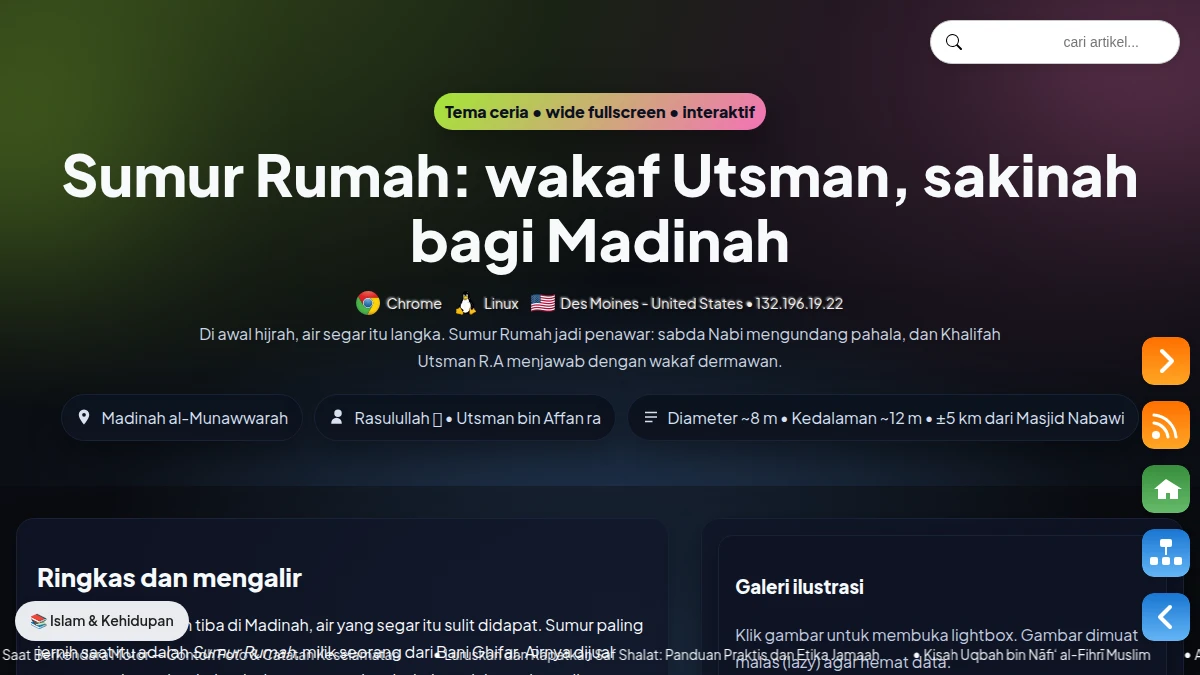 cari artikel...
Tema ceria • wide fullscreen • interaktif
Sumur Rumah: wakaf Utsman, sakinah
bagi Madinah
Chrome Linux Des Moines - United States • 132.196.19.22
Di awal hijrah, air segar itu langka. Sumur Rumah jadi penawar: sabda Nabi mengundang pahala, dan Khalifah
Utsman R.A menjawab dengan wakaf dermawan.
Madinah al-Munawwarah
Rasulullah • Utsman bin Affan ra
Diameter ~8 m • Kedalaman ~12 m • ±5 km dari Masjid Nabawi
Ringkas dan mengalir
tiba di Madinah, air yang segar itu sulit didapat. Sumur paling
jernih saat itu adalah Sumur Rumah, milik seorang dari Bani Ghifar. Airnya dijual
Galeri ilustrasi
Klik gambar untuk membuka lightbox. Gambar dimuat
malas (lazy) agar hemat data.
📚 Islam & Kehidupan
Saat Berkendara Motor — Contoh Foto & Catatan Keselamatan • Luruskan dan Rapatkan Saf Shalat: Panduan Praktis dan Etika Jamaah • Kisah Uqbah bin Nāfi‘ al-Fihrī Muslim •